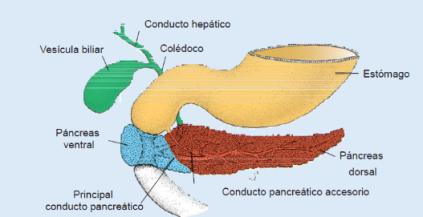 Conducto hepático
Vesícula biliar
Colédoco
Estómago
Páncreas
ventral
Páncreas
dorsal
Principal
conducto pancreático
Conducto pancreático accesorio